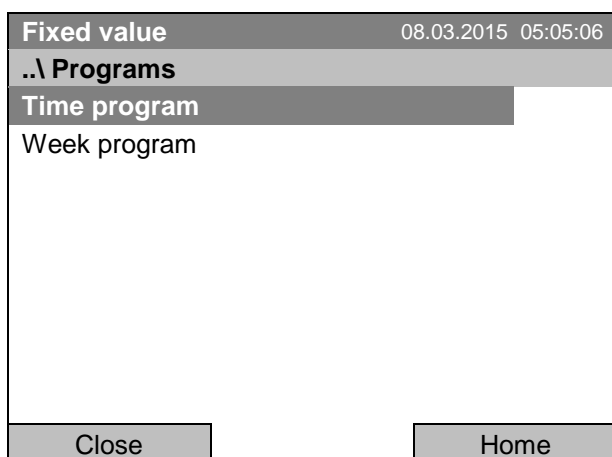 Fixed value 08.03.2015 05:05:06
..\ Programs
Time program
Week program
Close Home